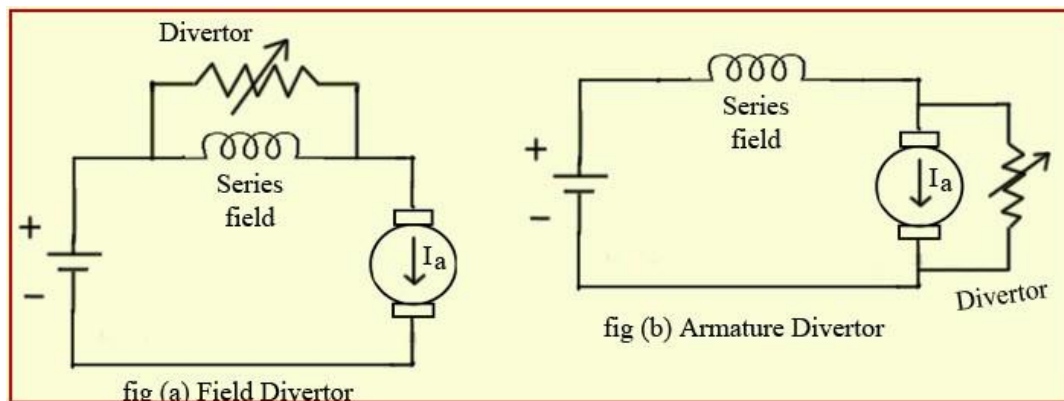 Divertor
Series
field
+
−
Ia
fig (a) Field Divertor
Series
field
+
−
Ia
Divertor
fig (b) Armature Divertor